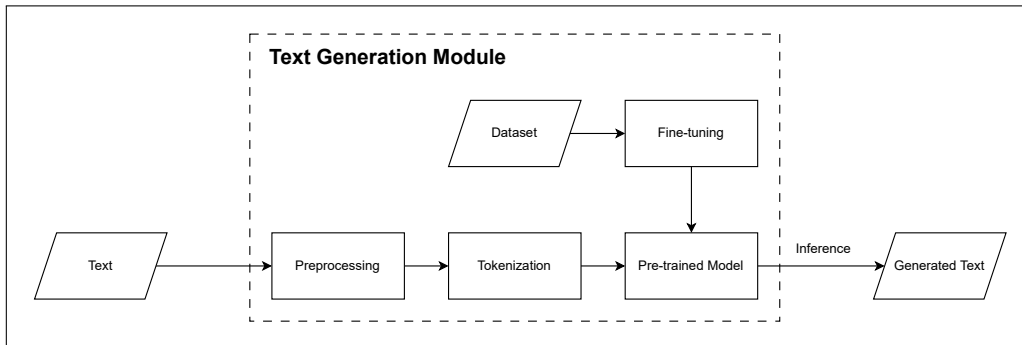 Text Generation Module
Dataset
Fine-tuning
Text
Preprocessing
Tokenization
Pre-trained Model
Inference
Generated Text